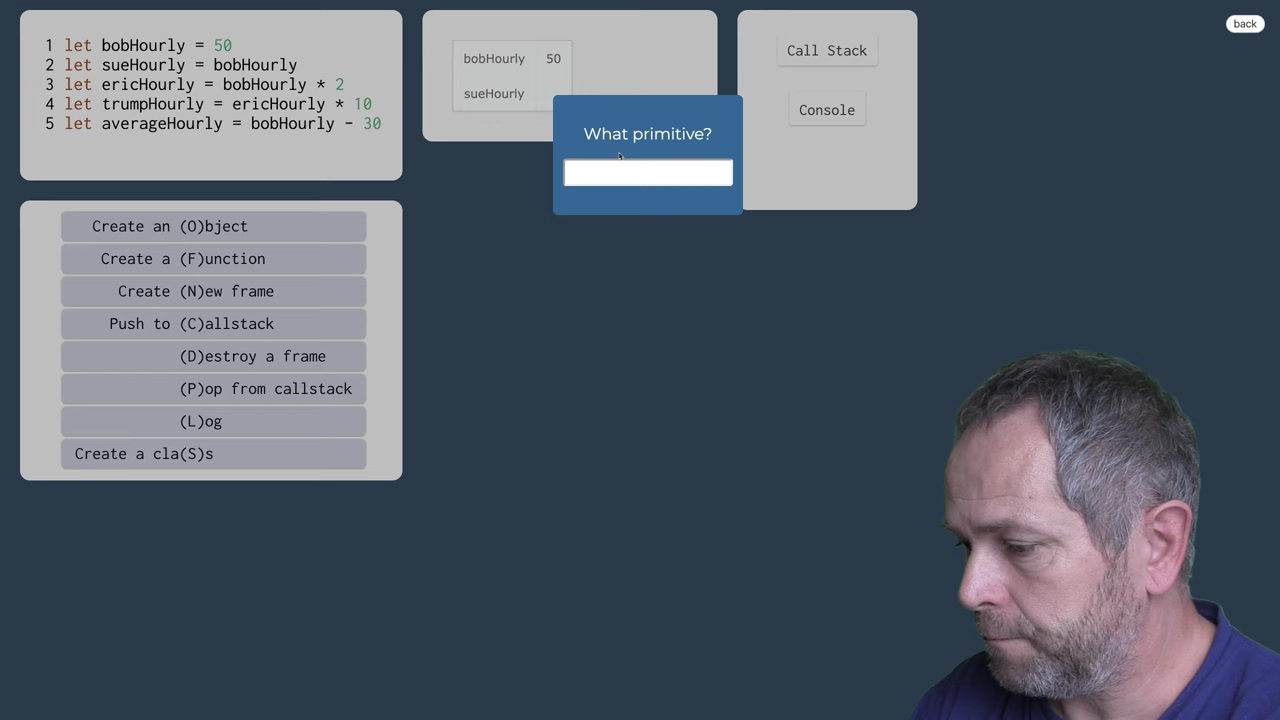 back
1 let bobHourly = 50
2 let sueHourly = bobHourly
3 let ericHourly = bobHourly * 2
4 let trumpHourly = ericHourly * 10
5 let averageHourly = bobHourly - 30
bobHourly 50
sueHourly
What primitive?
Call Stack
Console
Create an (O)bject
Create a (F)unction
Create (N)ew frame
Push to (C)allstack
(D)estroy a frame
(P)op from callstack
(L)og
Create a cla(S)s